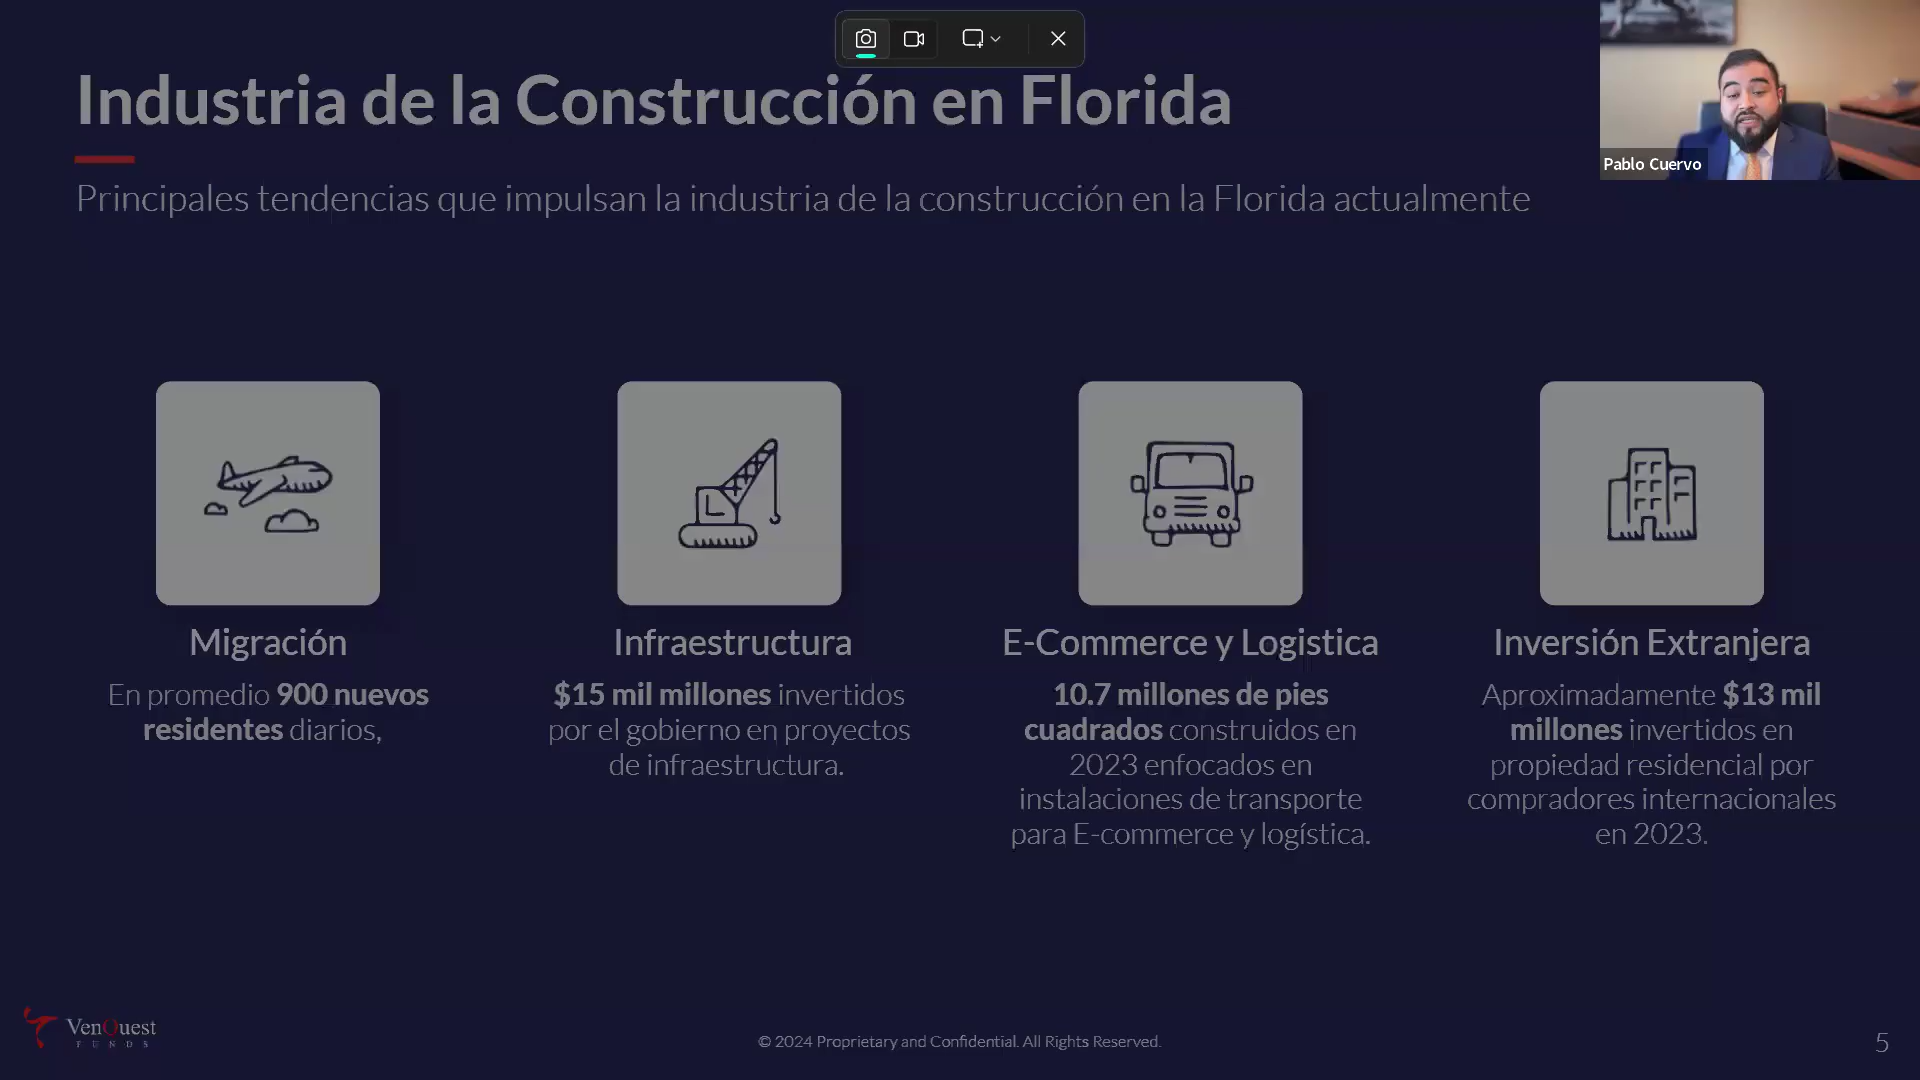 Industria de la Construcción en Florida
Pablo Cuervo
Principales tendencias que impulsan la industria de la construcción en la Florida actualmente
Migración
En promedio 900 nuevos
residentes diarios,
Infraestructura
$15 mil millones invertidos
por el gobierno en proyectos
de infraestructura.
E-Commerce y Logistica
10.7 millones de pies
cuadrados construidos en
2023 enfocados en
instalaciones de transporte
para E-commerce y logística.
Inversión Extranjera
Aproximadamente $13 mil
millones invertidos en
propiedad residencial por
compradores internacionales
en 2023.
VenQuest
FUNDS
© 2024 Proprietary and Confidential. All Rights Reserved.
5